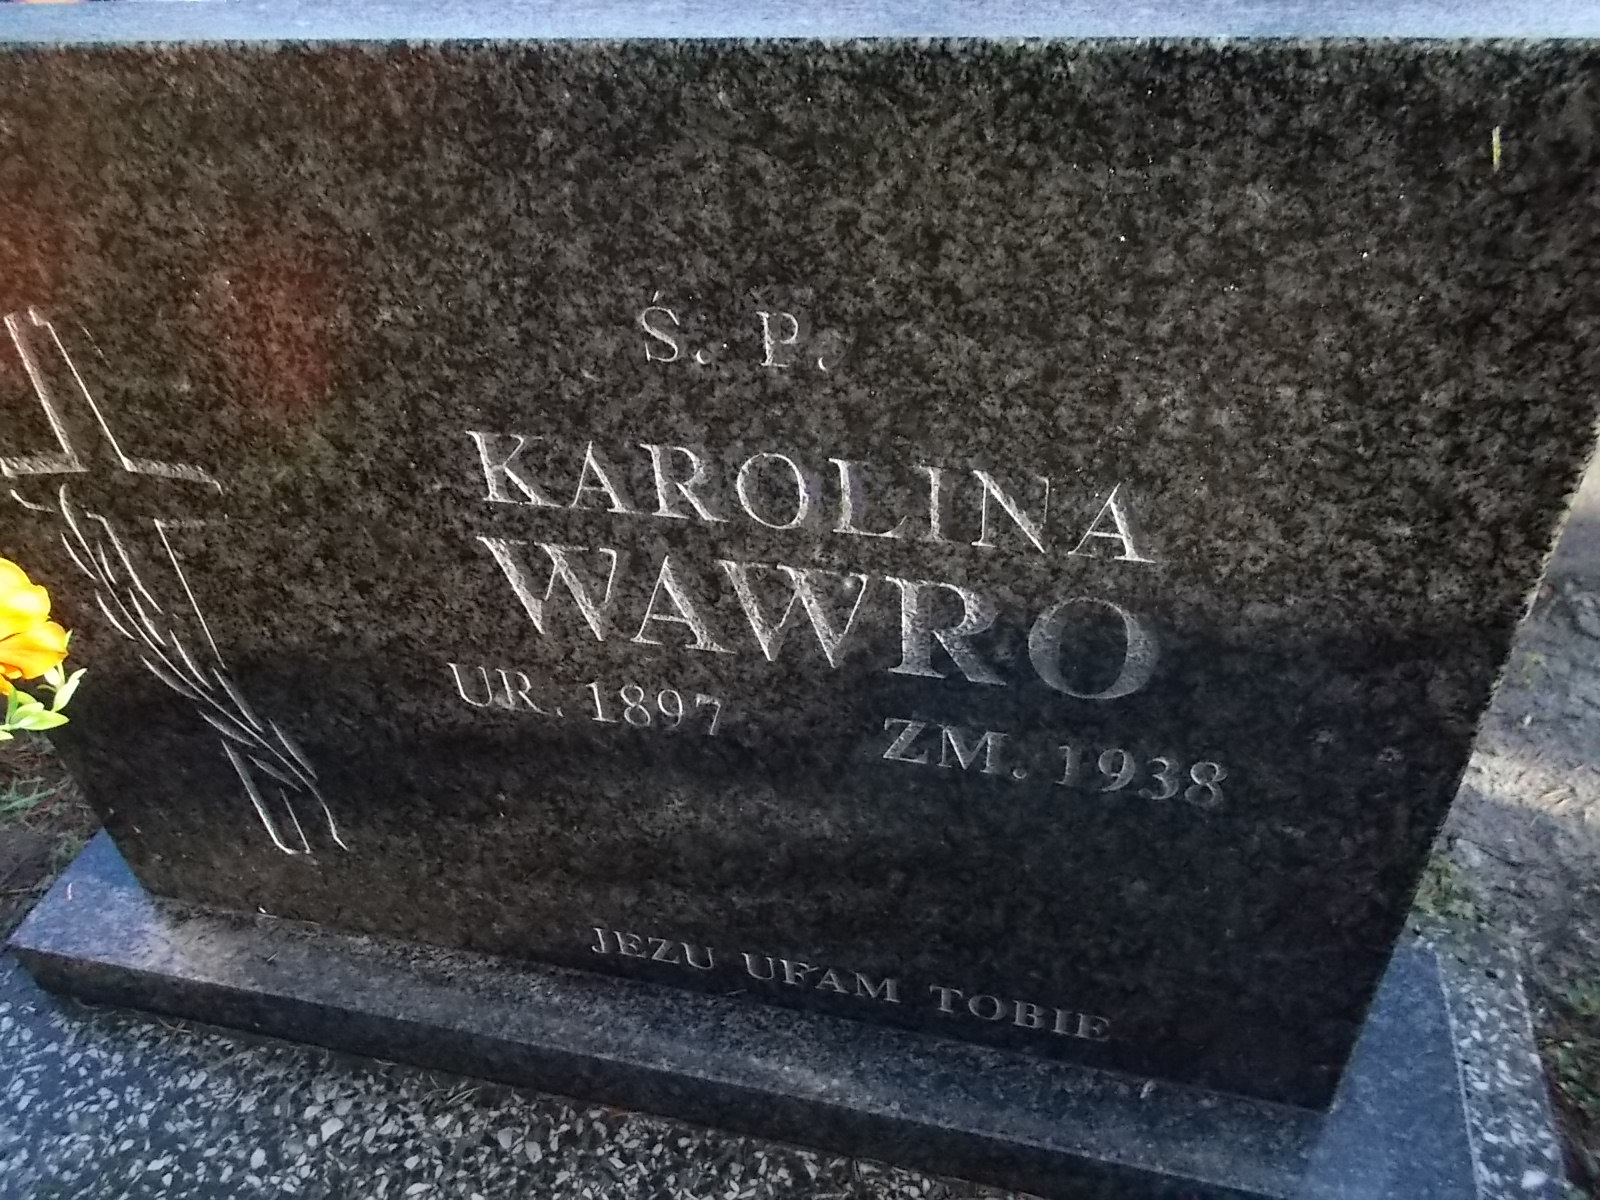 Ś. P.
KAROLINA
WAWRO
UR. 1897 ZM. 1938
JEZU UFAM TOBIE